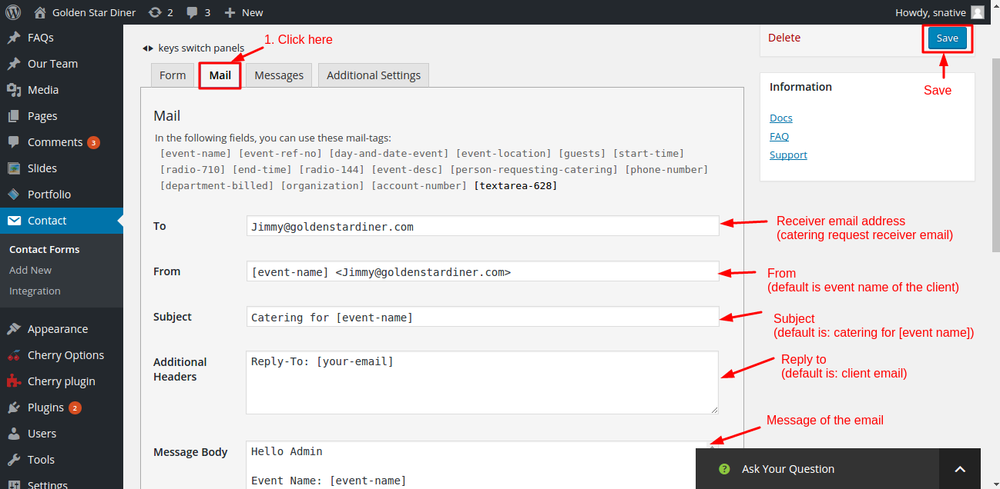 Golden Star Diner 2 3 New Howdy, snative
FAQs
Our Team
Media
Pages
Comments 3
Slides
Portfolio
Contact
Contact Forms
Add New
Integration
Appearance
Cherry Options
Cherry plugin
Plugins 2
Users
Tools
Settings
keys switch panels
1. Click here
Form Mail Messages Additional Settings
Mail
In the following fields, you can use these mail-tags:
[event-name] [event-ref-no] [day-and-date-event] [event-location] [guests] [start-time]
[radio-710] [end-time] [radio-144] [event-desc] [person-requesting-catering] [phone-number]
[department-billed] [organization] [account-number] [textarea-628]
To
Jimmy@goldenstardiner.com
Receiver email address
(catering request receiver email)
From
[event-name] <Jimmy@goldenstardiner.com>
From
(default is event name of the client)
Subject
Catering for [event-name]
Subject
(default is: catering for [event name])
Additional
Headers
Reply-To: [your-email]
Reply to
(default is: client email)
Message Body
Hello Admin
Event Name: [event-name]
Message of the email
Delete
Save
Save
Information
Docs
FAQ
Support
? Ask Your Question